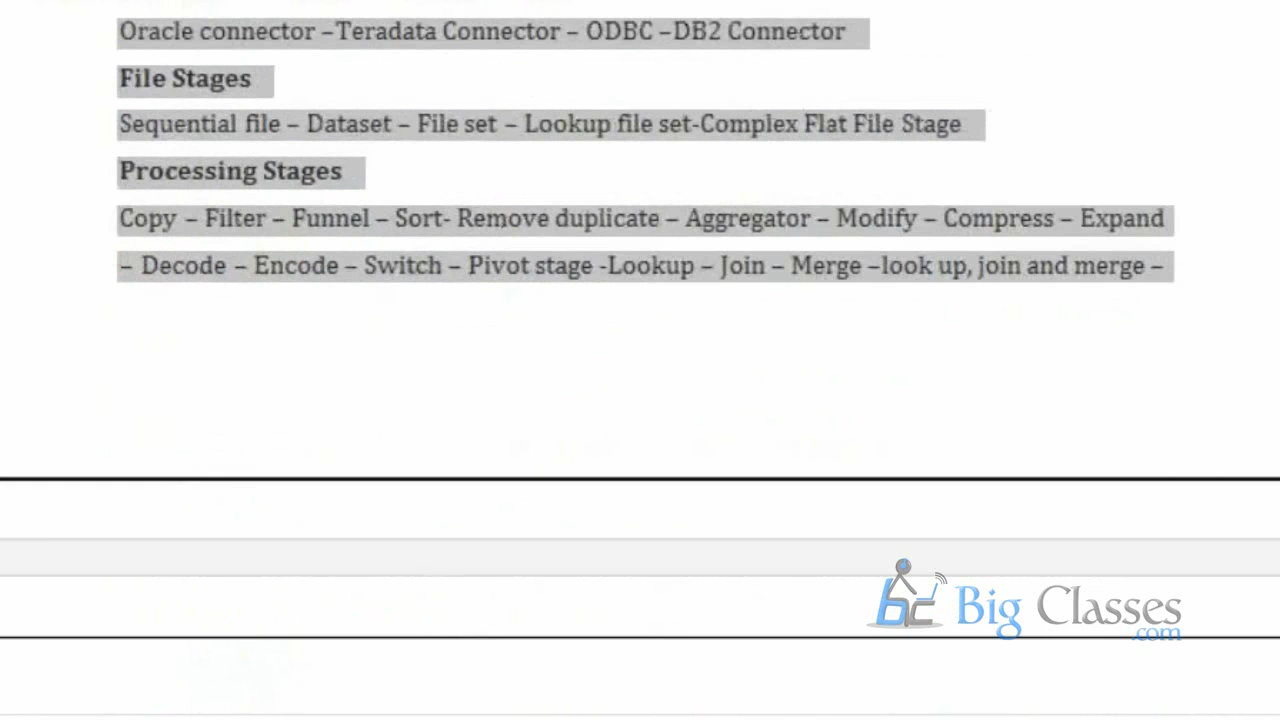 Oracle connector –Teradata Connector – ODBC –DB2 Connector
File Stages
Sequential file – Dataset – File set – Lookup file set-Complex Flat File Stage
Processing Stages
Copy – Filter – Funnel – Sort- Remove duplicate – Aggregator – Modify – Compress – Expand
– Decode – Encode – Switch – Pivot stage -Lookup – Join – Merge –look up, join and merge –
bc Big Classes
.com